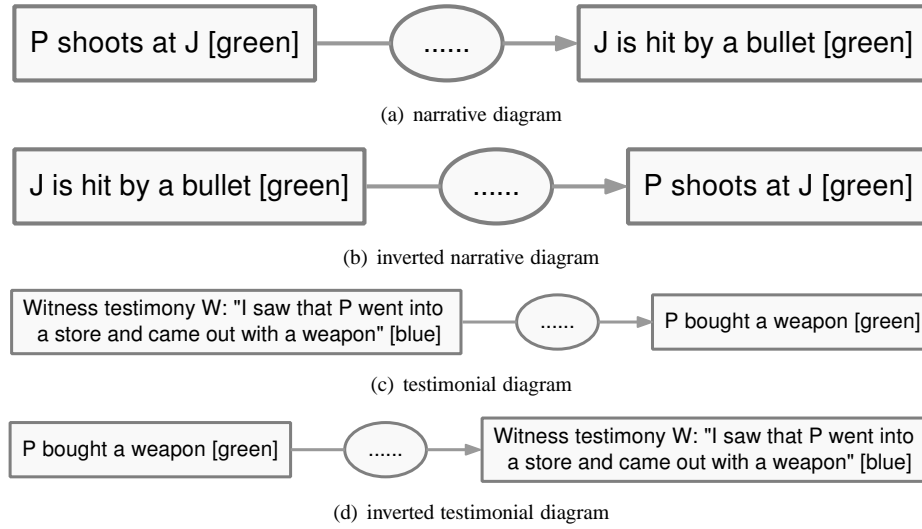 P shoots at J [green]
......
J is hit by a bullet [green]
(a) narrative diagram
J is hit by a bullet [green]
......
P shoots at J [green]
(b) inverted narrative diagram
Witness testimony W: "I saw that P went into
a store and came out with a weapon" [blue]
......
P bought a weapon [green]
(c) testimonial diagram
P bought a weapon [green]
......
Witness testimony W: "I saw that P went into
a store and came out with a weapon" [blue]
(d) inverted testimonial diagram